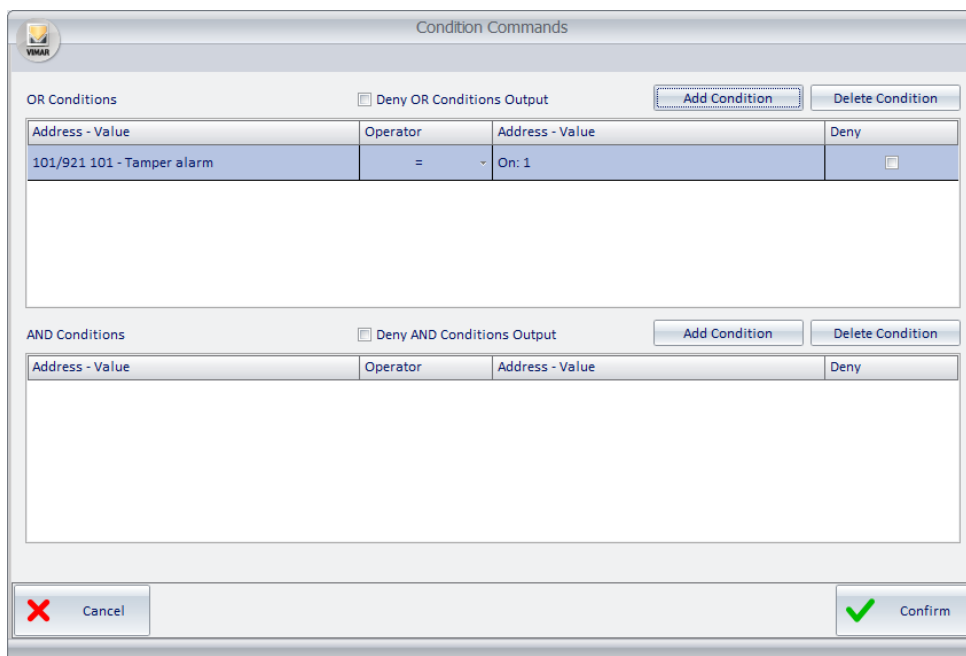 Condition Commands
VIMAR
OR Conditions Deny OR Conditions Output Add Condition Delete Condition
Address - Value Operator Address - Value Deny
101/921 101 - Tamper alarm = On: 1
AND Conditions Deny AND Conditions Output Add Condition Delete Condition
Address - Value Operator Address - Value Deny
Cancel Confirm